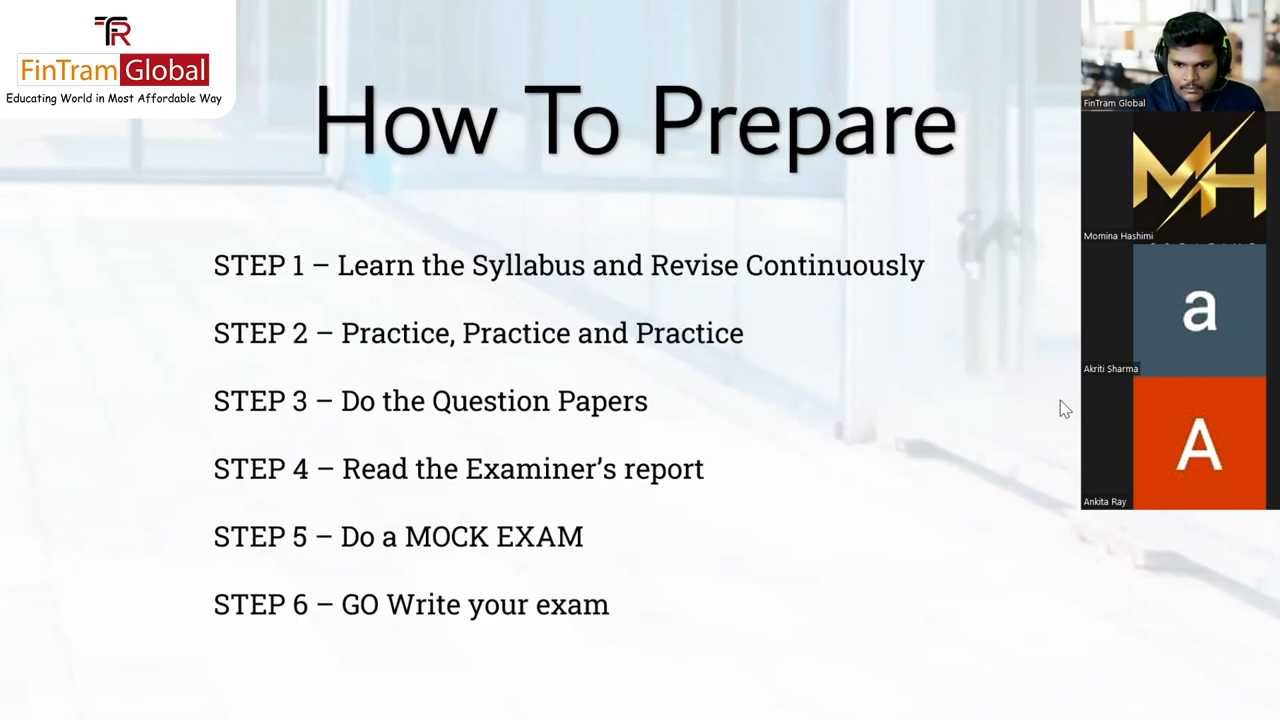 TR
FinTram Global
Educating World in Most Affordable Way
How To Prepare
STEP 1 – Learn the Syllabus and Revise Continuously
STEP 2 – Practice, Practice and Practice
STEP 3 – Do the Question Papers
STEP 4 – Read the Examiner’s report
STEP 5 – Do a MOCK EXAM
STEP 6 – GO Write your exam
FinTram Global
MH
Momina Hashimi
a
Akriti Sharma
A
Ankita Ray